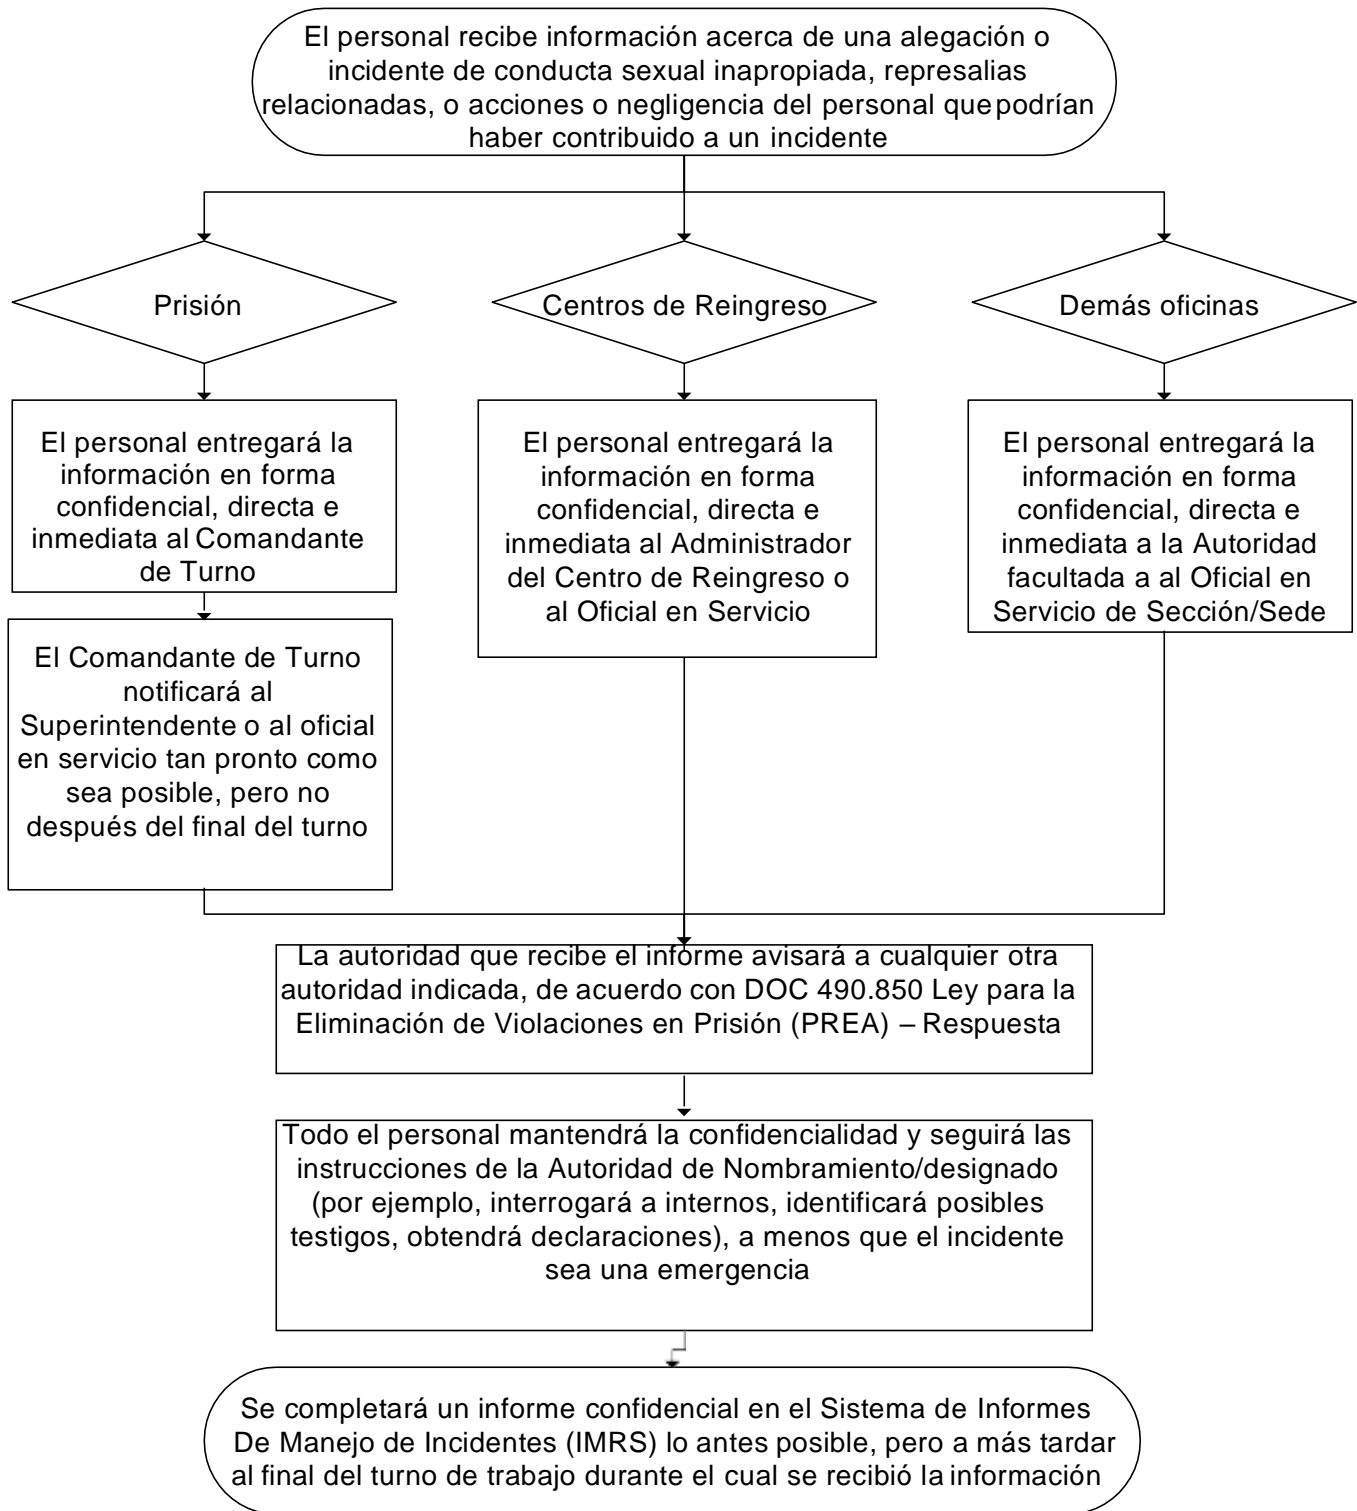 El personal recibe información acerca de una alegación o
incidente de conducta sexual inapropiada, represalias
relacionadas, o acciones o negligencia del personal que podrían
haber contribuido a un incidente
Prisión
Centros de Reingreso
Demás oficinas
El personal entregará la
información en forma
confidencial, directa e
inmediata al Comandante
de Turno
El personal entregará la
información en forma
confidencial, directa e
inmediata al Administrador
del Centro de Reingreso o
al Oficial en Servicio
El personal entregará la
información en forma
confidencial, directa e
inmediata a la Autoridad
facultada a al Oficial en
Servicio de Sección/Sede
El Comandante de Turno
notificará al
Superintendente o al oficial
en servicio tan pronto como
sea posible, pero no
después del final del turno
La autoridad que recibe el informe avisará a cualquier otra
autoridad indicada, de acuerdo con DOC 490.850 Ley para la
Eliminación de Violaciones en Prisión (PREA) – Respuesta
Todo el personal mantendrá la confidencialidad y seguirá las
instrucciones de la Autoridad de Nombramiento/designado
(por ejemplo, interrogará a internos, identificará posibles
testigos, obtendrá declaraciones), a menos que el incidente
sea una emergencia
Se completará un informe confidencial en el Sistema de Informes
De Manejo de Incidentes (IMRS) lo antes posible, pero a más tardar
al final del turno de trabajo durante el cual se recibió la información